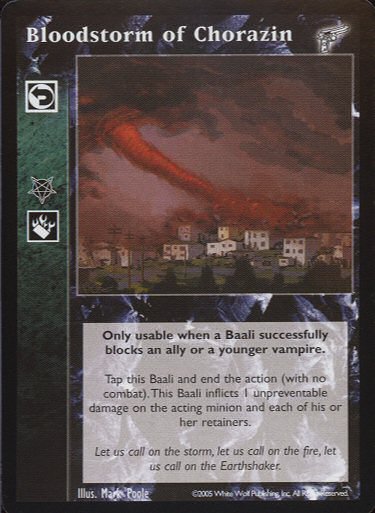 Bloodstorm of Chorazin
Only usable when a Baali successfully
blocks an ally or a younger vampire.
Tap this Baali and end the action (with no
combat). This Baali inflicts 1 unpreventable
damage on the acting minion and each of his or
her retainers.
Let us call on the storm, let us call on the fire, let
us call on the Earthshaker.
Illus. Mark Poole ©2005 White Wolf Publishing, Inc. All Rights Reserved.